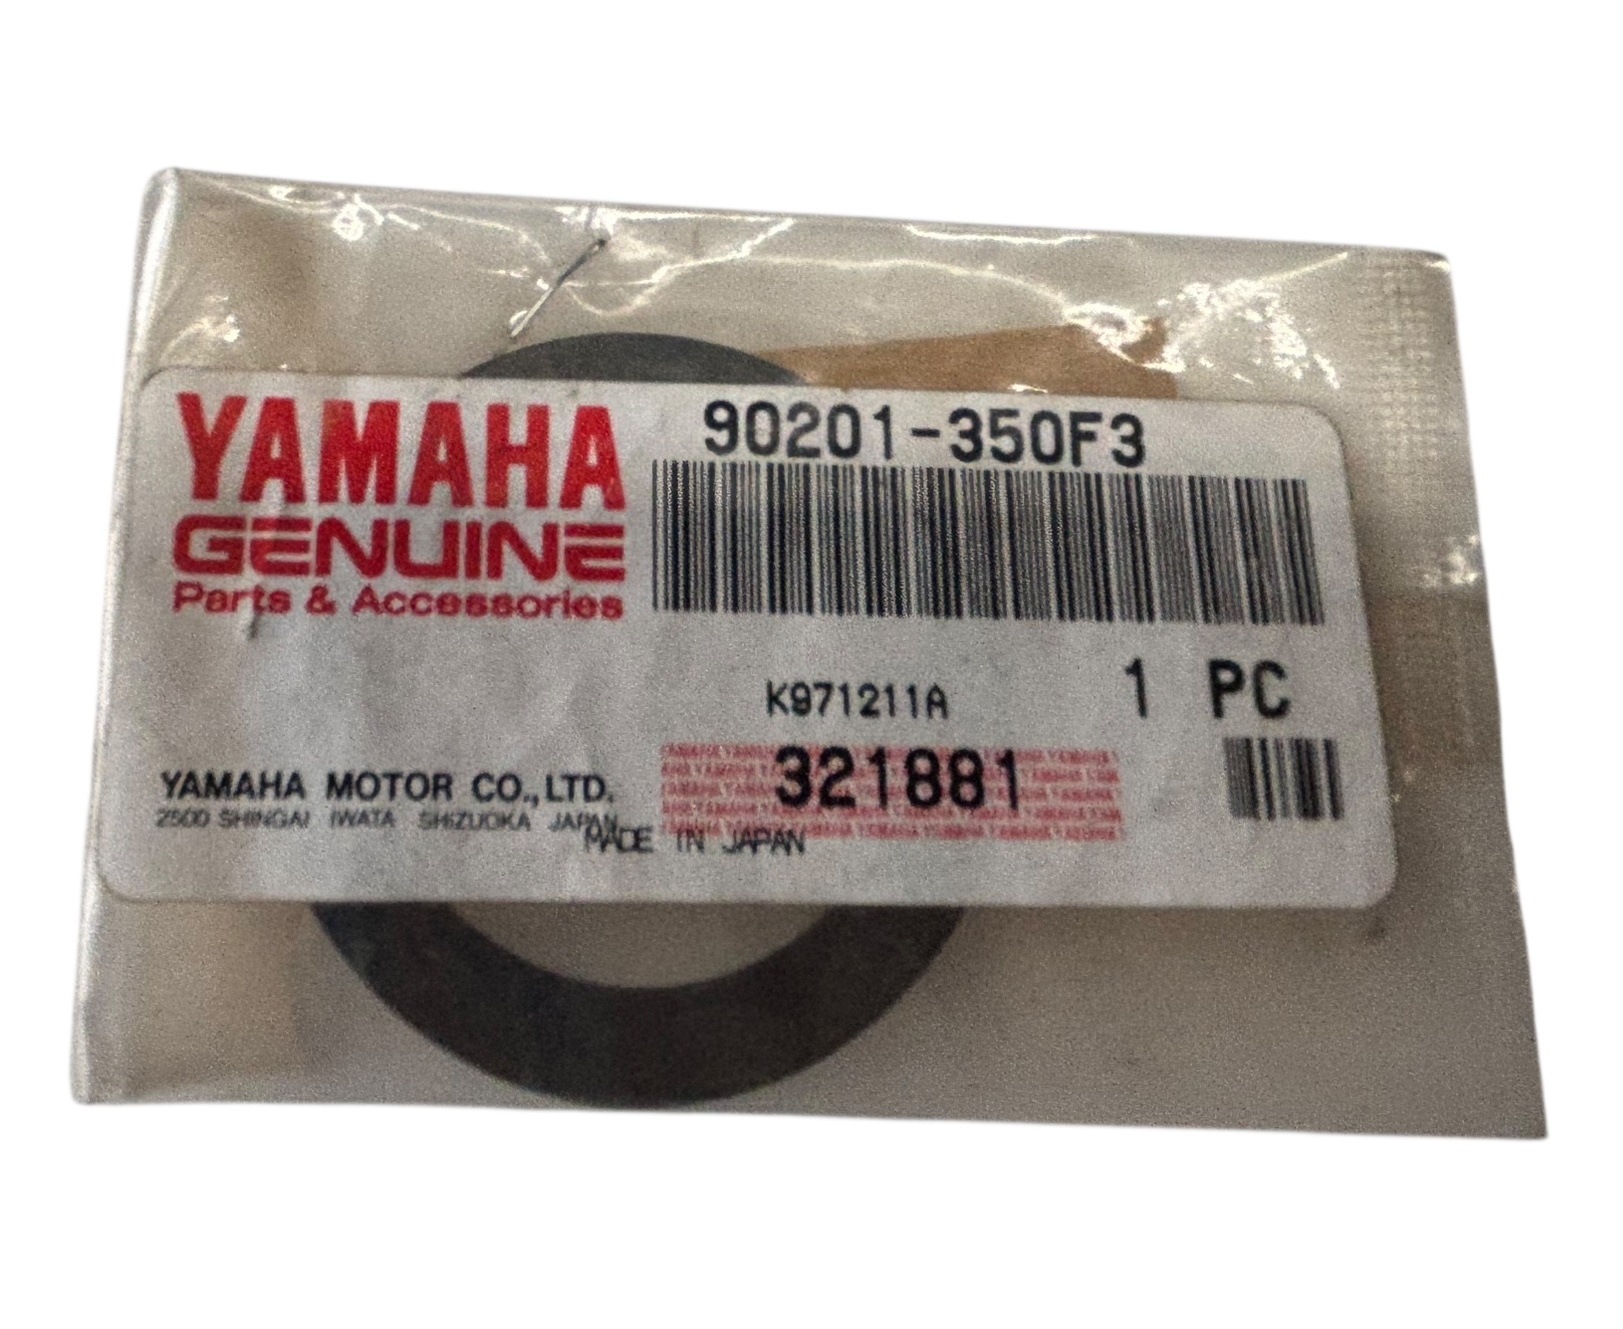 YAMAHA
GENUINE
Parts & Accessories
90201-350F3
K971211A
1 PC
321881
YAMAHA MOTOR CO.,LTD.
2500 SHINGAI IWATA SHIZUOKA JAPAN
MADE IN JAPAN